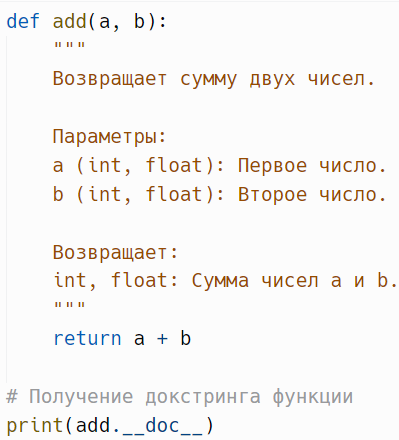 def add(a, b):
"""
Возвращает сумму двух чисел.
Параметры:
a (int, float): Первое число.
b (int, float): Второе число.
Возвращает:
int, float: Сумма чисел a и b.
"""
return a + b
# Получение докстринга функции
print(add.__doc__)